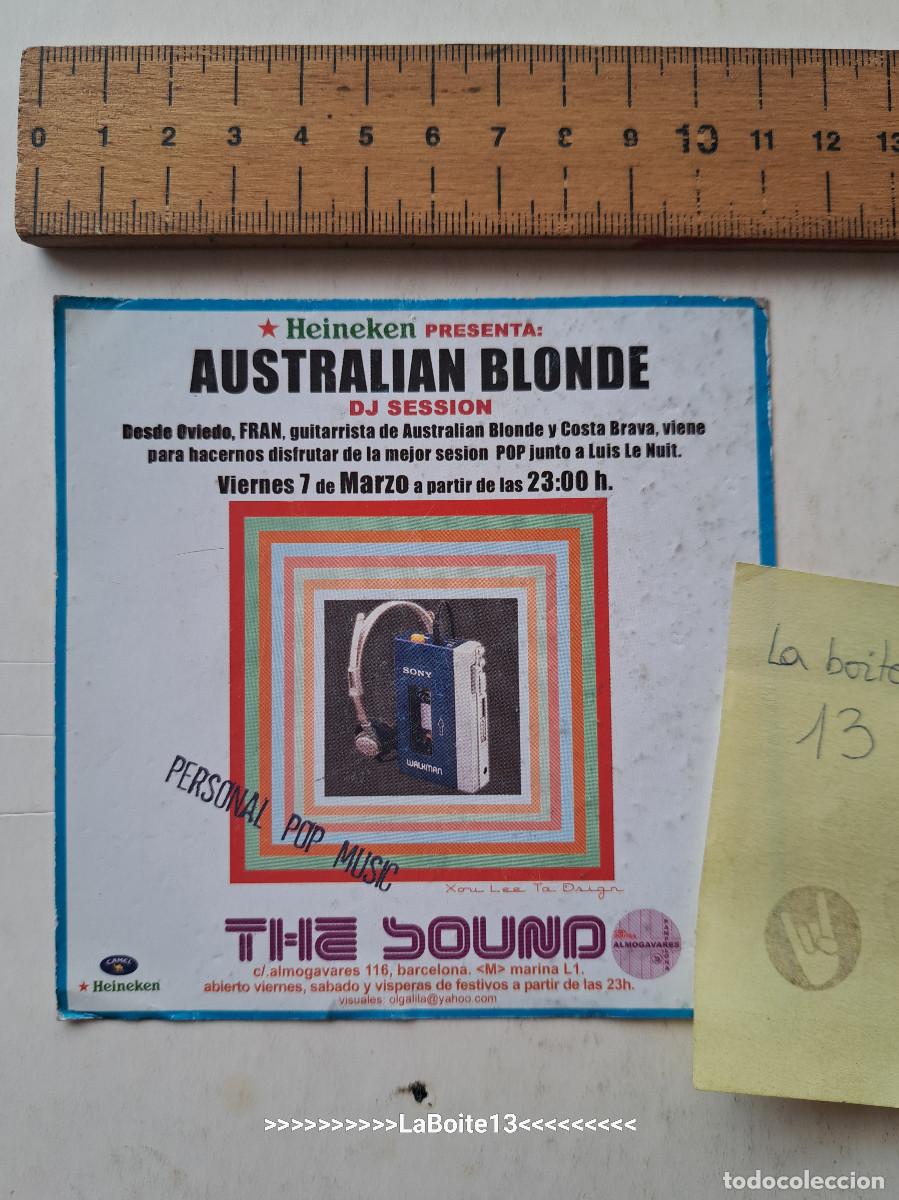 0 1 2 3 4 5 6 7 8 9 10 11 12 13
Heineken PRESENTA:
AUSTRALIAN BLONDE
DJ SESSION
Desde Oviedo, FRAN, guitarrista de Australian Blonde y Costa Brava, viene
para hacernos disfrutar de la mejor sesion POP junto a Luis Le Nuit.
Viernes 7 de Marzo a partir de las 23:00 h.
SONY
WALKMAN
PERSONAL POP MUSIC
Xou Lee Ta Dsign
La boite
13
THE SOUND
ALMOGAVARES
CAMEL
Heineken
c/.almogavares 116, barcelona. <M> marina L1.
abierto viernes, sabado y visperas de festivos a partir de las 23h.
visuales: olgalila@yahoo.com
>>>>>>>>>>LaBoite13<<<<<<<<<
todocoleccion